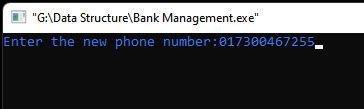 "G:\Data Structure\Bank Management.exe"
Enter the new phone number:017300467255